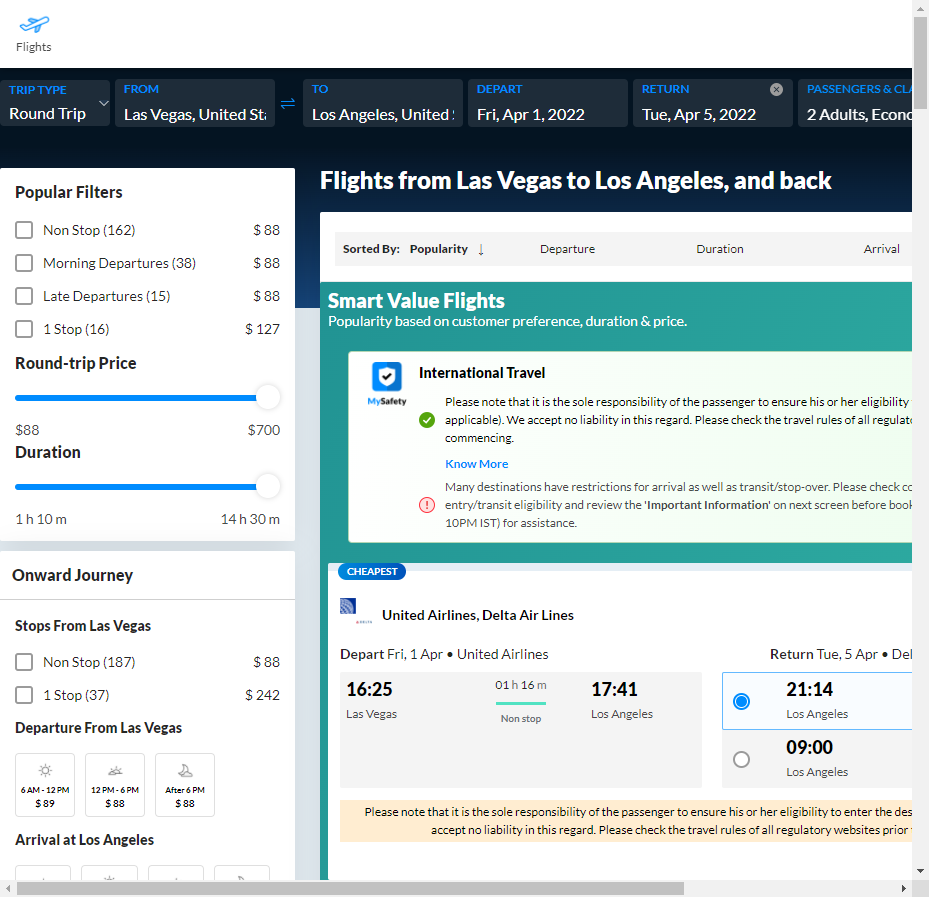 Flights
TRIP TYPE
Round Trip
FROM
Las Vegas, United St
TO
Los Angeles, United
DEPART
Fri, Apr 1, 2022
RETURN
Tue, Apr 5, 2022
PASSENGERS & CLA
2 Adults, Econo
Popular Filters
Non Stop (162) $ 88
Morning Departures (38) $ 88
Late Departures (15) $ 88
1 Stop (16) $ 127
Round-trip Price
$88 $700
Duration
1 h 10 m 14 h 30 m
Onward Journey
Stops From Las Vegas
Non Stop (187) $ 88
1 Stop (37) $ 242
Departure From Las Vegas
6 AM - 12 PM
$ 89
12 PM - 6 PM
$ 88
After 6 PM
$ 88
Arrival at Los Angeles
Flights from Las Vegas to Los Angeles, and back
Sorted By: Popularity ↓ Departure Duration Arrival
Smart Value Flights
Popularity based on customer preference, duration & price.
MySafety
International Travel
Please note that it is the sole responsibility of the passenger to ensure his or her eligibility
applicable). We accept no liability in this regard. Please check the travel rules of all regulato
commencing.
Know More
Many destinations have restrictions for arrival as well as transit/stop-over. Please check co
entry/transit eligibility and review the 'Important Information' on next screen before book
10PM IST) for assistance.
CHEAPEST
DELTA
United Airlines, Delta Air Lines
Depart Fri, 1 Apr • United Airlines
16:25
Las Vegas
01 h 16 m
Non stop
17:41
Los Angeles
Return Tue, 5 Apr • Del
21:14
Los Angeles
09:00
Los Angeles
Please note that it is the sole responsibility of the passenger to ensure his or her eligibility to enter the des
accept no liability in this regard. Please check the travel rules of all regulatory websites prior